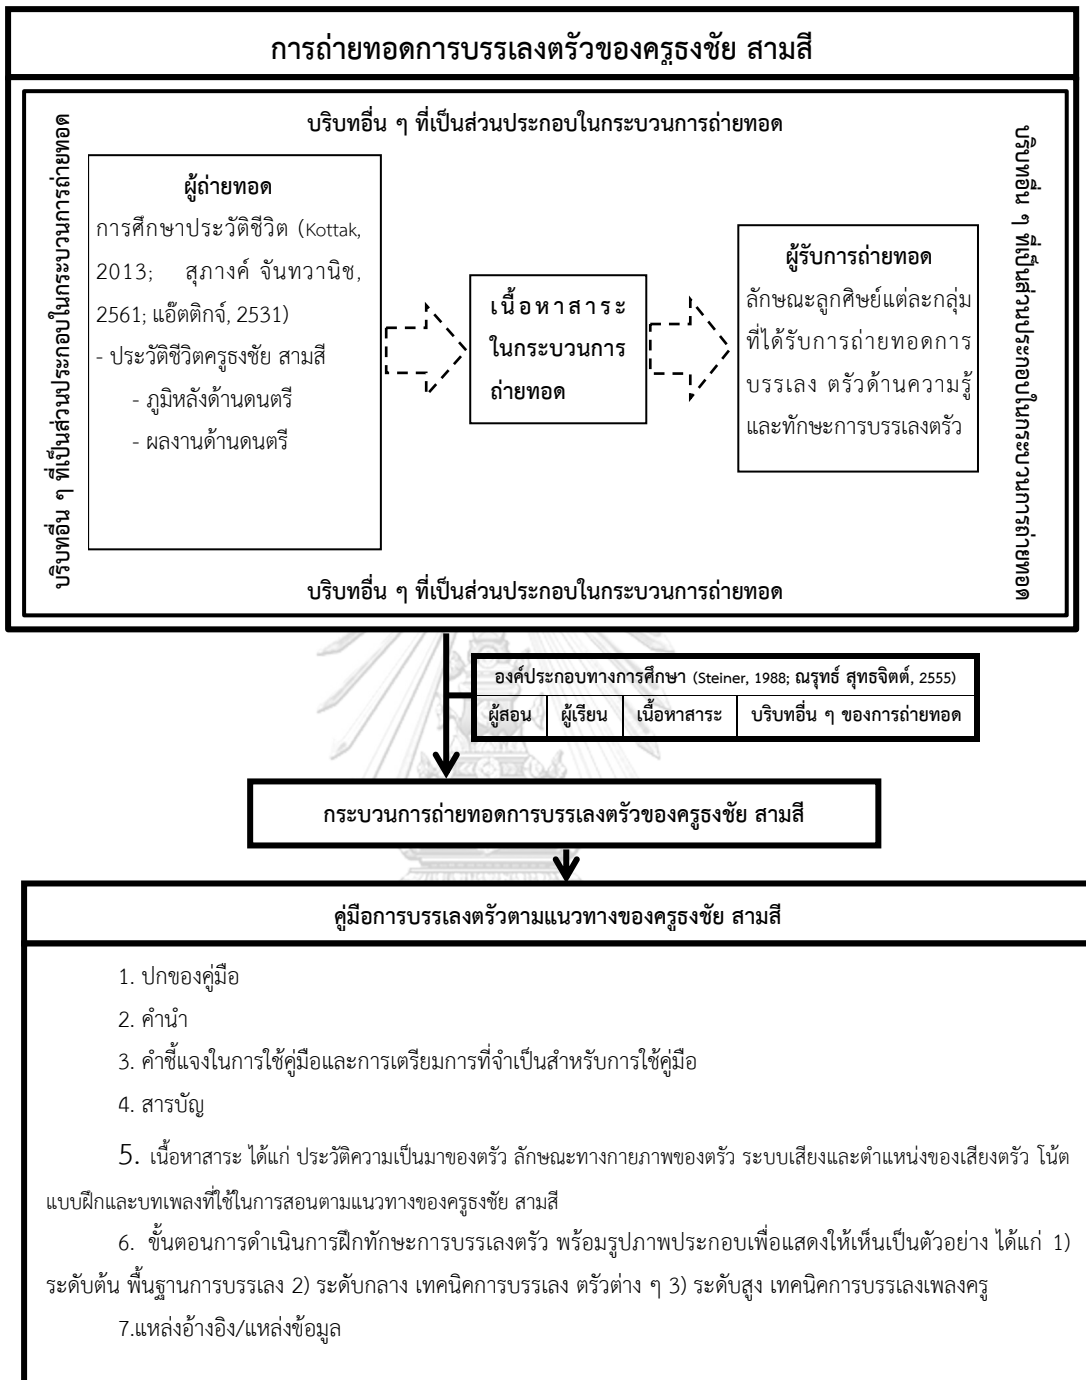 การถ่ายทอดการบรรเลงตรัวของครูธงชัย สามสี
บริบทอื่น ๆ ที่เป็นส่วนประกอบในกระบวนการถ่ายทอด
บริบทอื่น ๆ ที่เป็นส่วนประกอบในกระบวนการถ่ายทอด
ผู้ถ่ายทอด
การศึกษาประวัติชีวิต (Kottak,
2013; สุภางค์ จันทวานิช,
2561; แอ๊ตติกจ์, 2531)
- ประวัติชีวิตครูธงชัย สามสี
- ภูมิหลังด้านดนตรี
- ผลงานด้านดนตรี
เนื้อหาสาระ
ในกระบวนการ
ถ่ายทอด
ผู้รับการถ่ายทอด
ลักษณะลูกศิษย์แต่ละกลุ่ม
ที่ได้รับการถ่ายทอดการ
บรรเลง ตรัวด้านความรู้
และทักษะการบรรเลงตรัว
บริบทอื่น ๆ ที่เป็นส่วนประกอบในกระบวนการถ่ายทอด
บริบทอื่น ๆ ที่เป็นส่วนประกอบในกระบวนการถ่ายทอด
องค์ประกอบทางการศึกษา (Steiner, 1988; ณรุทธ์ สุทธจิตต์, 2555)
ผู้สอน ผู้เรียน เนื้อหาสาระ บริบทอื่น ๆ ของการถ่ายทอด
กระบวนการถ่ายทอดการบรรเลงตรัวของครูธงชัย สามสี
คู่มือการบรรเลงตรัวตามแนวทางของครูธงชัย สามสี
1. ปกของคู่มือ
2. คำนำ
3. คำชี้แจงในการใช้คู่มือและการเตรียมการที่จำเป็นสำหรับการใช้คู่มือ
4. สารบัญ
5. เนื้อหาสาระ ได้แก่ ประวัติความเป็นมาของตรัว ลักษณะทางกายภาพของตรัว ระบบเสียงและตำแหน่งของเสียงตรัว โน้ต
แบบฝึกและบทเพลงที่ใช้ในการสอนตามแนวทางของครูธงชัย สามสี
6. ขั้นตอนการดำเนินการฝึกทักษะการบรรเลงตรัว พร้อมรูปภาพประกอบเพื่อแสดงให้เห็นเป็นตัวอย่าง ได้แก่ 1)
ระดับต้น พื้นฐานการบรรเลง 2) ระดับกลาง เทคนิคการบรรเลง ตรัวต่าง ๆ 3) ระดับสูง เทคนิคการบรรเลงเพลงครู
7.แหล่งอ้างอิง/แหล่งข้อมูล